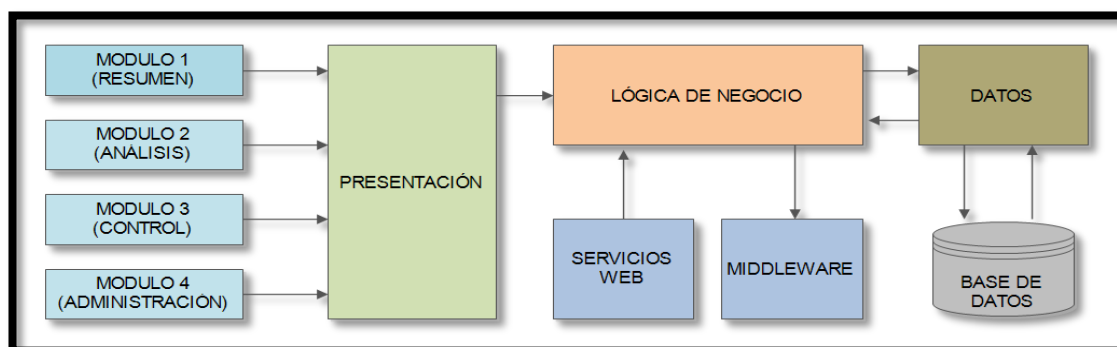 MODULO 1
(RESUMEN)
MODULO 2
(ANÁLISIS)
MODULO 3
(CONTROL)
MODULO 4
(ADMINISTRACIÓN)
PRESENTACIÓN
LÓGICA DE NEGOCIO
DATOS
SERVICIOS
WEB
MIDDLEWARE
BASE DE
DATOS